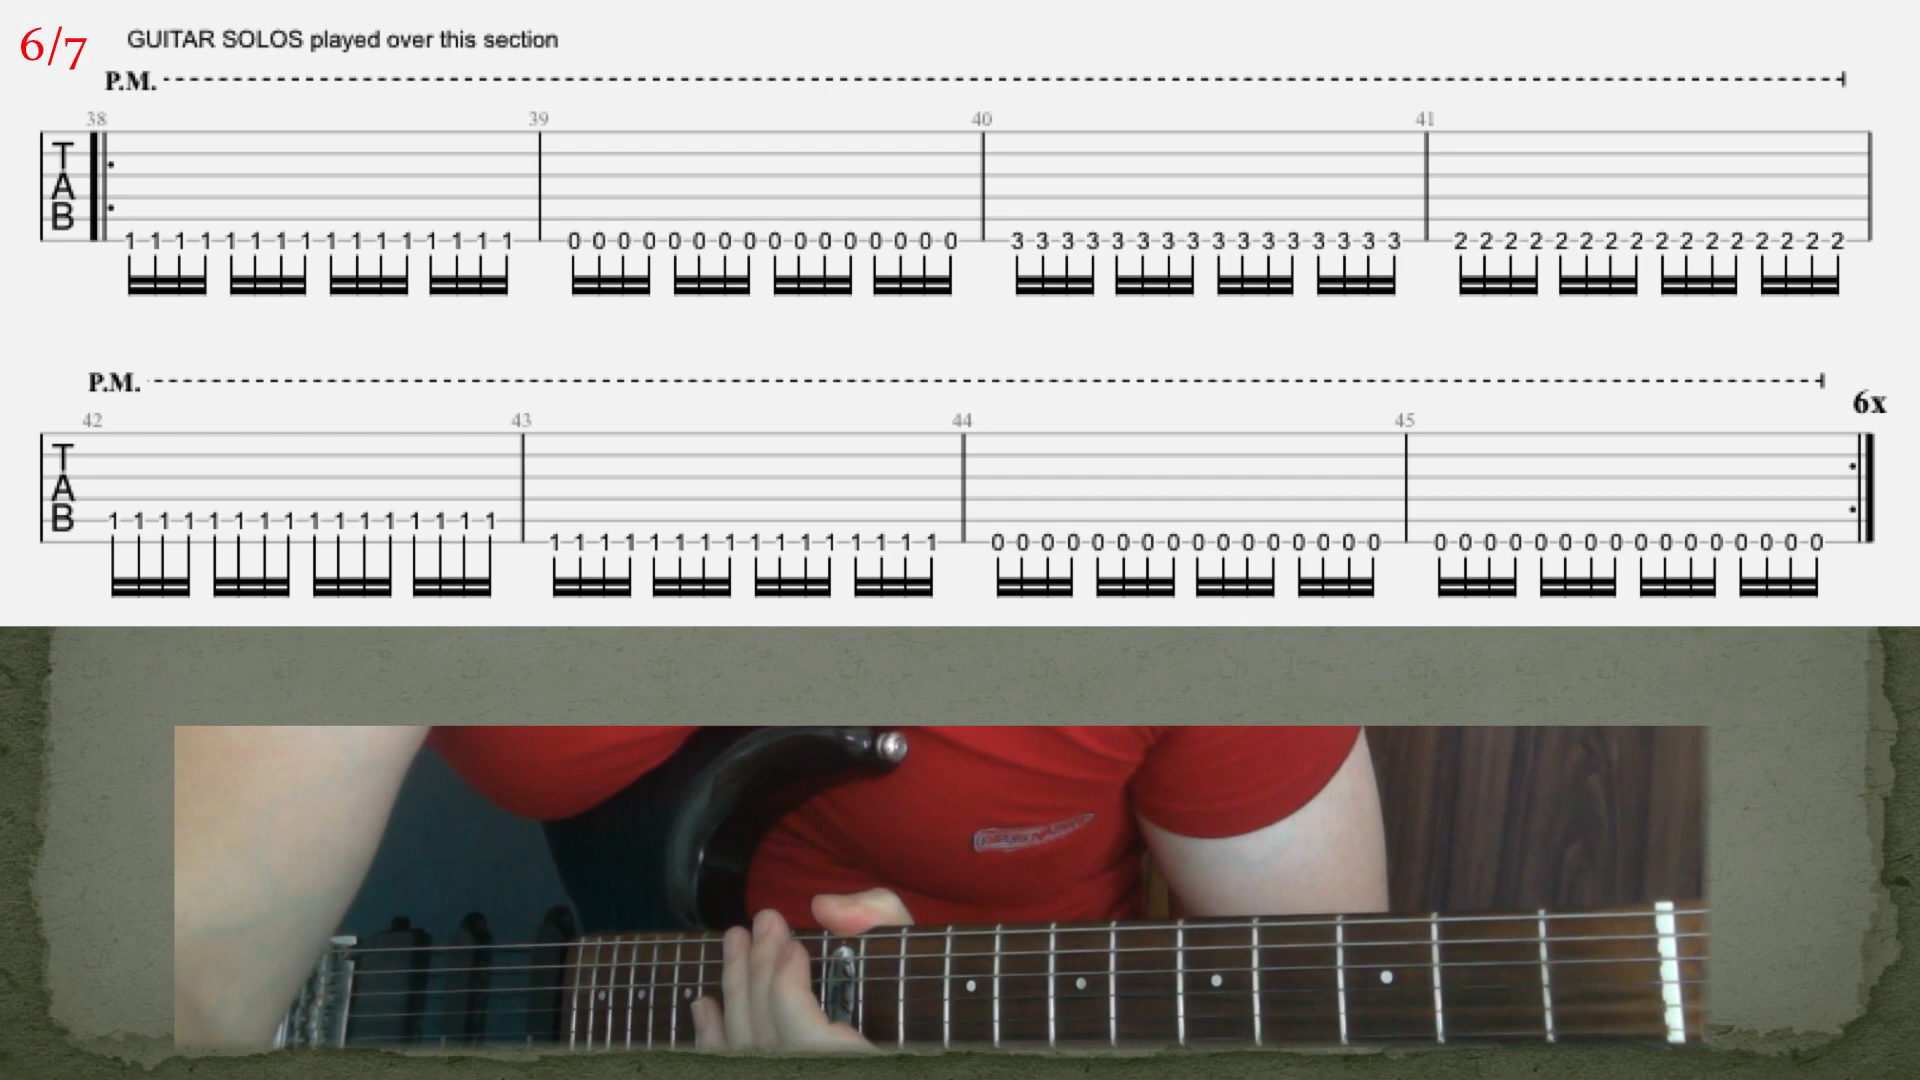 6/7 GUITAR SOLOS played over this section
P.M.
38 39 40 41
T
A
B
1 1 1 1 1 1 1 1 1 1 1 1 1 1 1 1 0 0 0 0 0 0 0 0 0 0 0 0 0 0 0 0 3 3 3 3 3 3 3 3 3 3 3 3 3 3 3 3 2 2 2 2 2 2 2 2 2 2 2 2 2 2 2 2
P.M.
6x
42 43 44 45
T
A
B
1 1 1 1 1 1 1 1 1 1 1 1 1 1 1 1
1 1 1 1 1 1 1 1 1 1 1 1 1 1 1 1 0 0 0 0 0 0 0 0 0 0 0 0 0 0 0 0 0 0 0 0 0 0 0 0 0 0 0 0 0 0 0 0